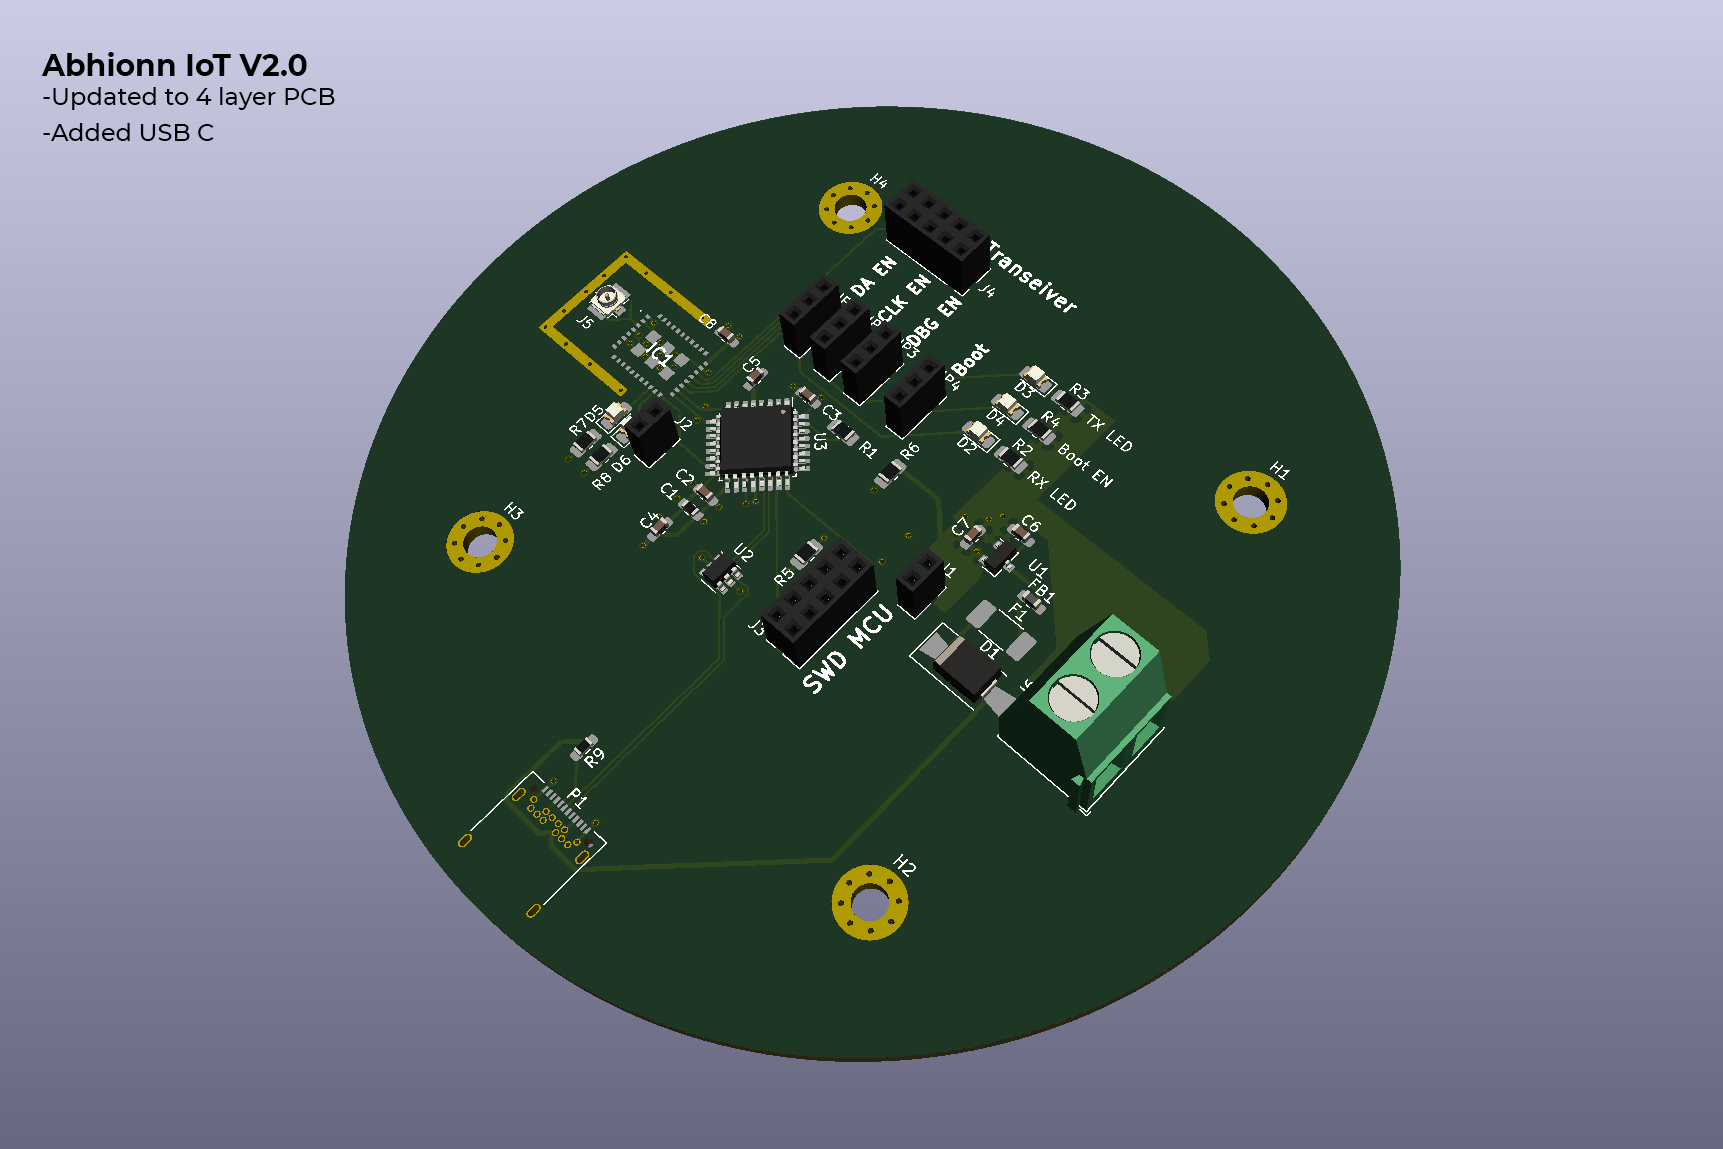 Abhionn IoT V2.0
-Updated to 4 layer PCB
-Added USB C
H4
Transeiver
J4
DA EN
CLK EN
DBG EN
Boot
J5
IC1
C8
C5
C3
R1
U3
R6
D3
R3
TX LED
D4
R4
Boot EN
D2
R2
RX LED
R7
D5
J2
R8
D6
C2
C1
C4
H3
H1
U2
R5
J3
SWD MCU
C7
C6
U1
FB1
F1
D1
R9
P1
H2